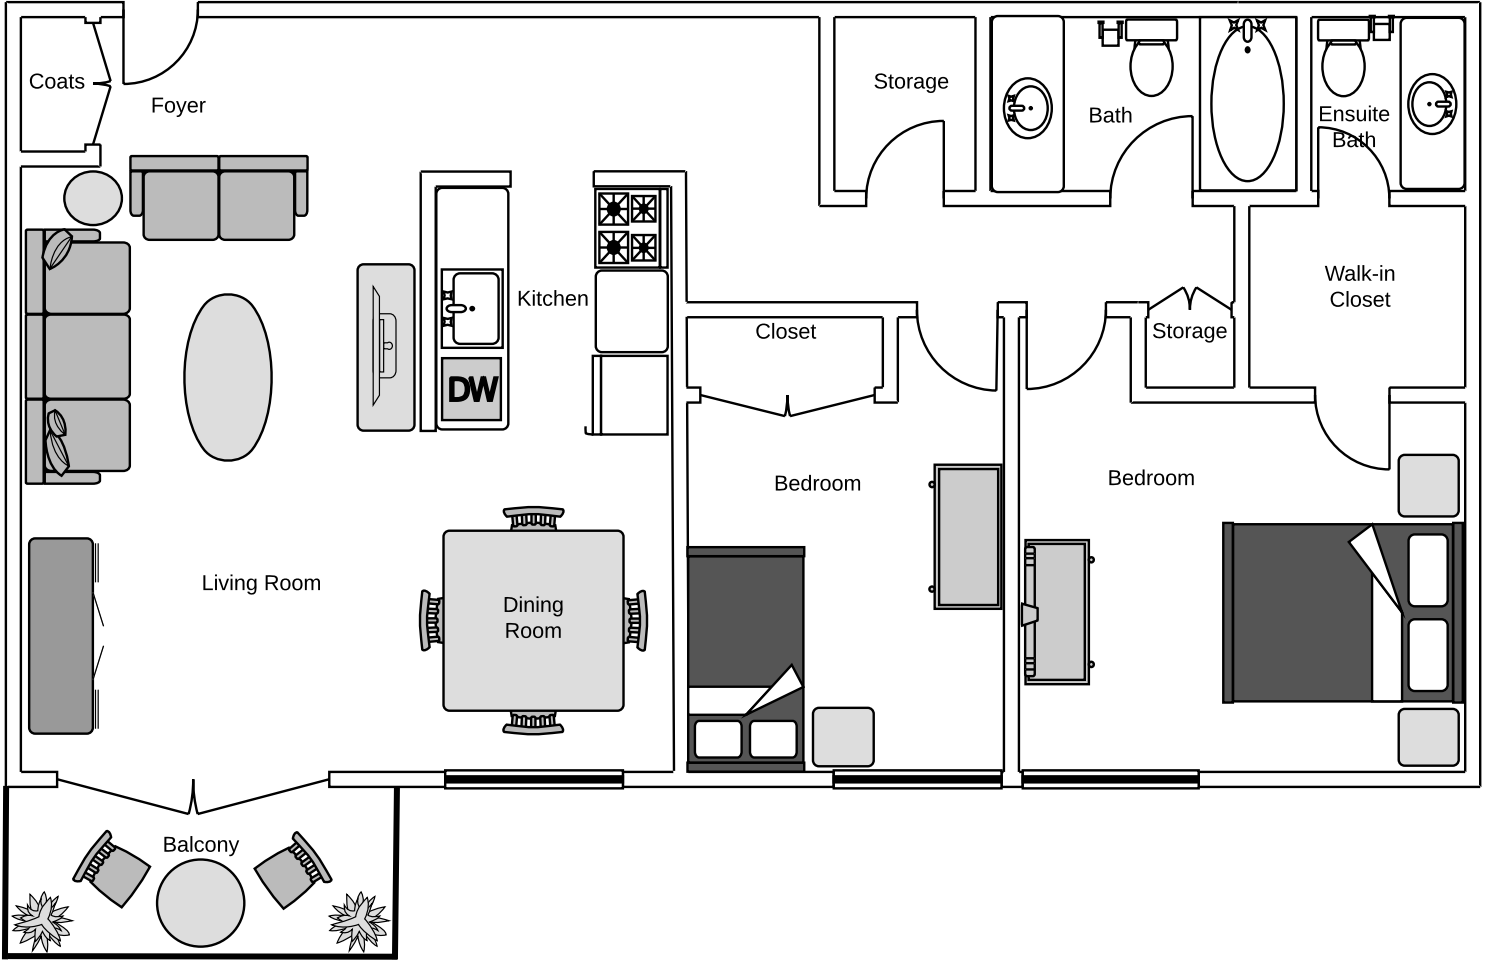 Coats
Foyer
Storage
Bath
Ensuite
Bath
Kitchen
Walk-in
Closet
Closet
Storage
DW
Bedroom
Bedroom
Living Room
Dining
Room
Balcony